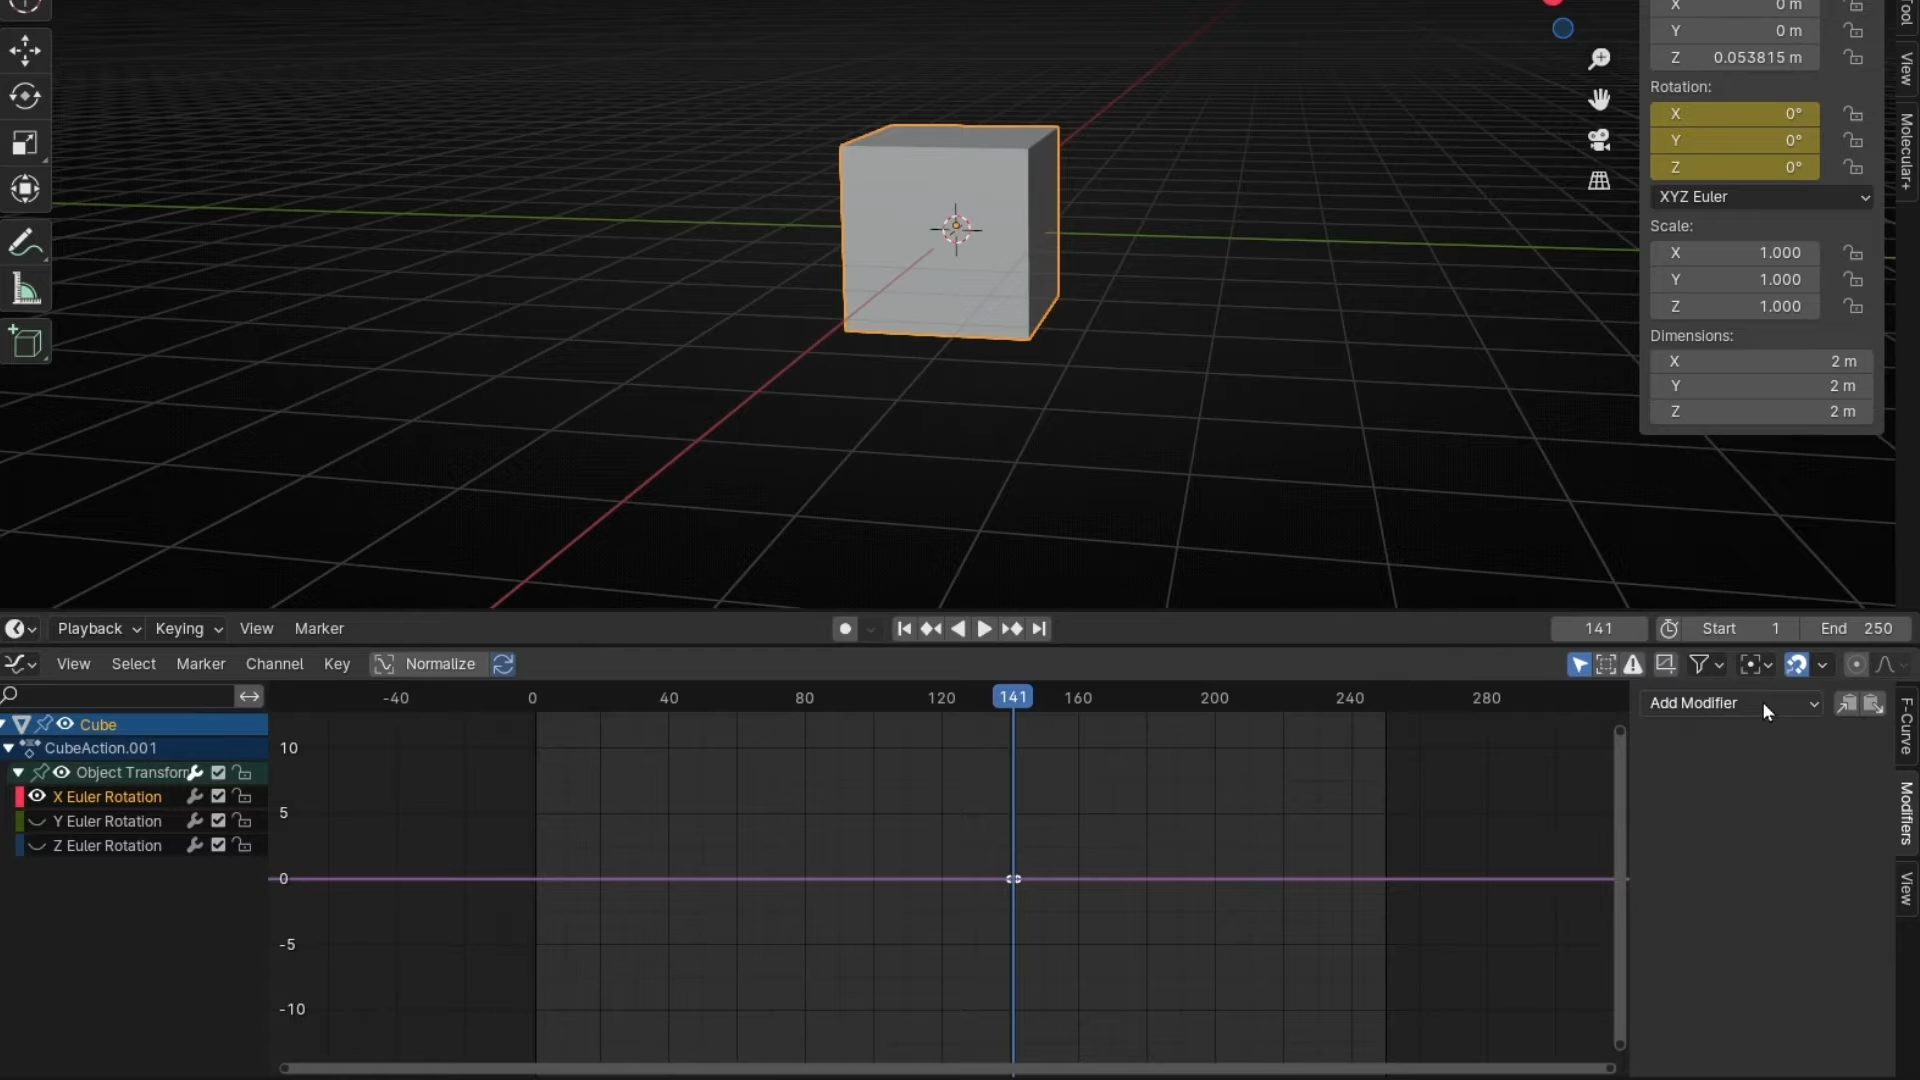 X 0 m
Y 0 m
Z 0.053815 m
Rotation:
X 0°
Y 0°
Z 0°
XYZ Euler
Scale:
X 1.000
Y 1.000
Z 1.000
Dimensions:
X 2 m
Y 2 m
Z 2 m
Tool
View
Molecular+
Playback Keying View Marker 141 Start 1 End 250
View Select Marker Channel Key Normalize
-40 0 40 80 120 141 160 200 240 280
Add Modifier
Cube
CubeAction.001
Object Transfor
X Euler Rotation
Y Euler Rotation
Z Euler Rotation
10
5
0
-5
-10
F-Curve
Modifiers
View